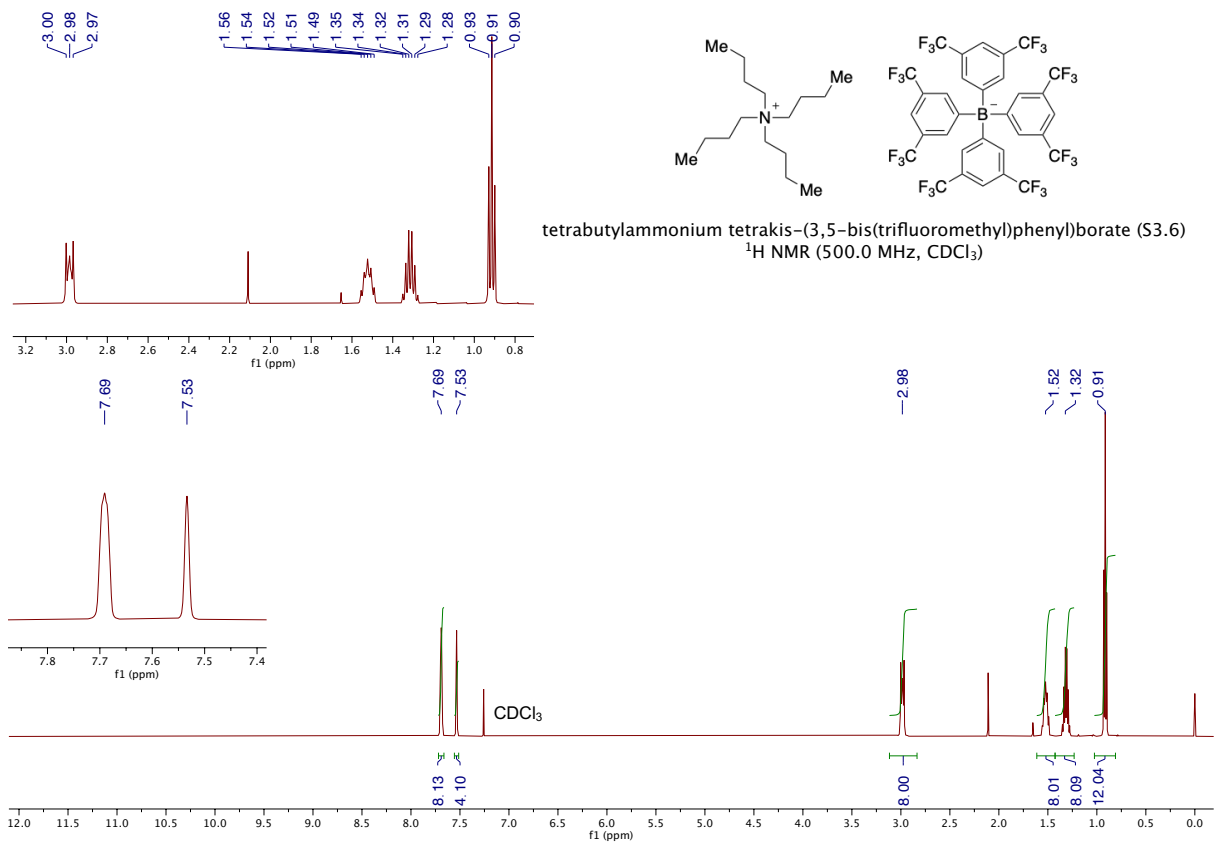 3.00
2.98
2.97
1.56
1.54
1.52
1.51
1.49
1.35
1.34
1.32
1.31
1.29
1.28
0.93
0.91
0.90
3.2 3.0 2.8 2.6 2.4 2.2 2.0 1.8 1.6 1.4 1.2 1.0 0.8
f1 (ppm)
Me
Me
Me
Me
N
+
F₃C
CF₃
F₃C
CF₃
B
−
F₃C
CF₃
F₃C
CF₃
tetrabutylammonium tetrakis-(3,5-bis(trifluoromethyl)phenyl)borate (S3.6)
¹H NMR (500.0 MHz, CDCl₃)
7.69
7.53
7.8 7.7 7.6 7.5 7.4
f1 (ppm)
7.69
7.53
2.98
1.52
1.32
0.91
CDCl₃
8.13
4.10
8.00
8.01
8.09
12.04
12.0 11.5 11.0 10.5 10.0 9.5 9.0 8.5 8.0 7.5 7.0 6.5 6.0 5.5 5.0 4.5 4.0 3.5 3.0 2.5 2.0 1.5 1.0 0.5 0.0
f1 (ppm)